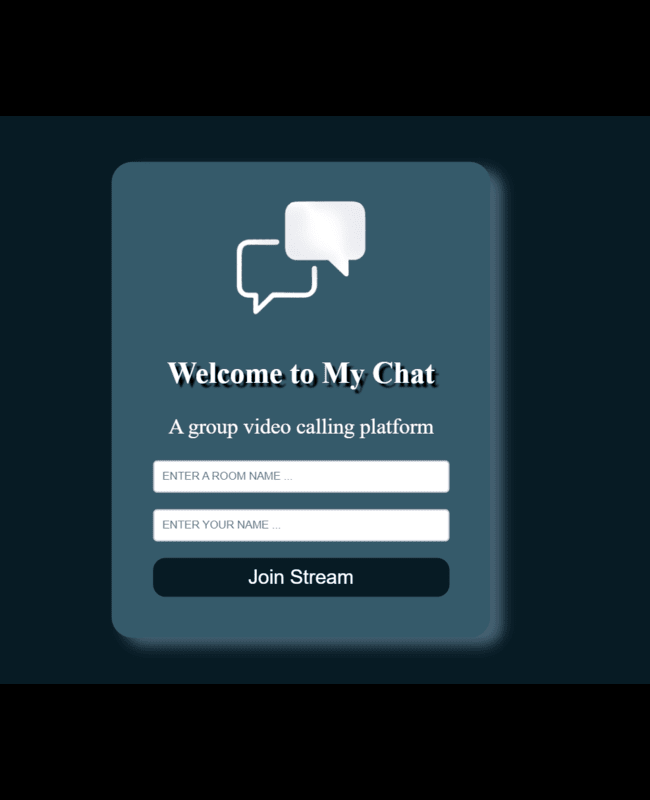 Welcome to My Chat
A group video calling platform
ENTER A ROOM NAME ...
ENTER YOUR NAME ...
Join Stream